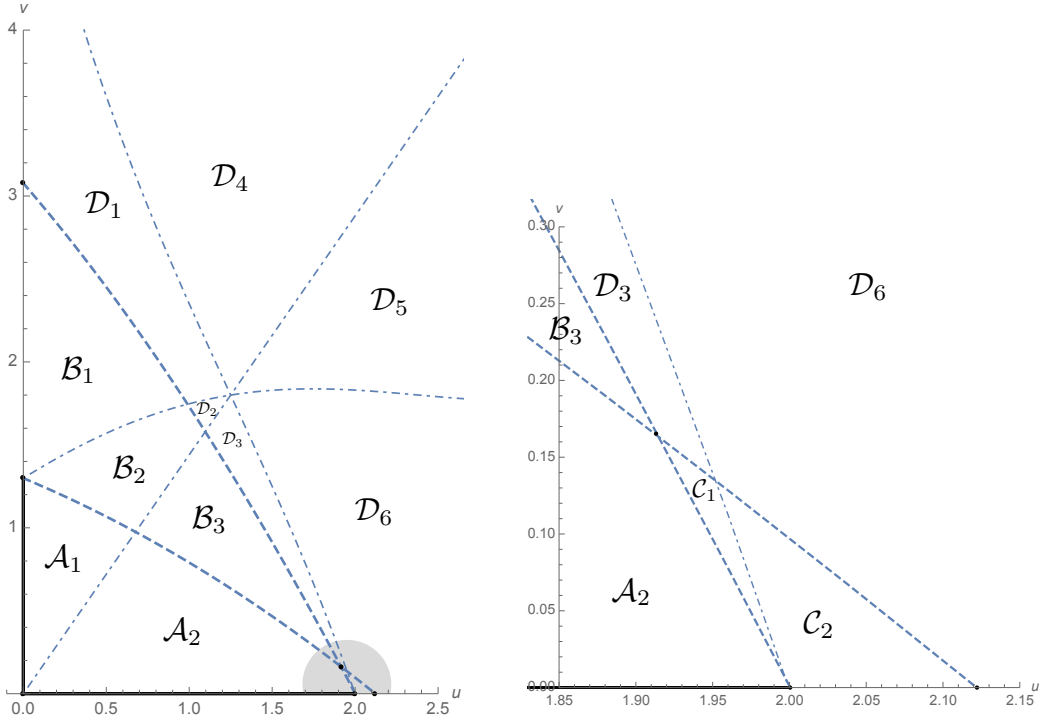 v
4
𝒟₄
𝒟₁
3
𝒟₅
ℬ₁
2
𝒟₂
𝒟₃
ℬ₂
ℬ₃
𝒟₆
1
𝒜₁
𝒜₂
u
0.0 0.5 1.0 1.5 2.0 2.5
v
0.30
𝒟₃ 𝒟₆
0.25
ℬ₃
0.20
0.15
𝒞₁
0.10
𝒜₂
0.05
𝒞₂
0.00 u
1.85 1.90 1.95 2.00 2.05 2.10 2.15